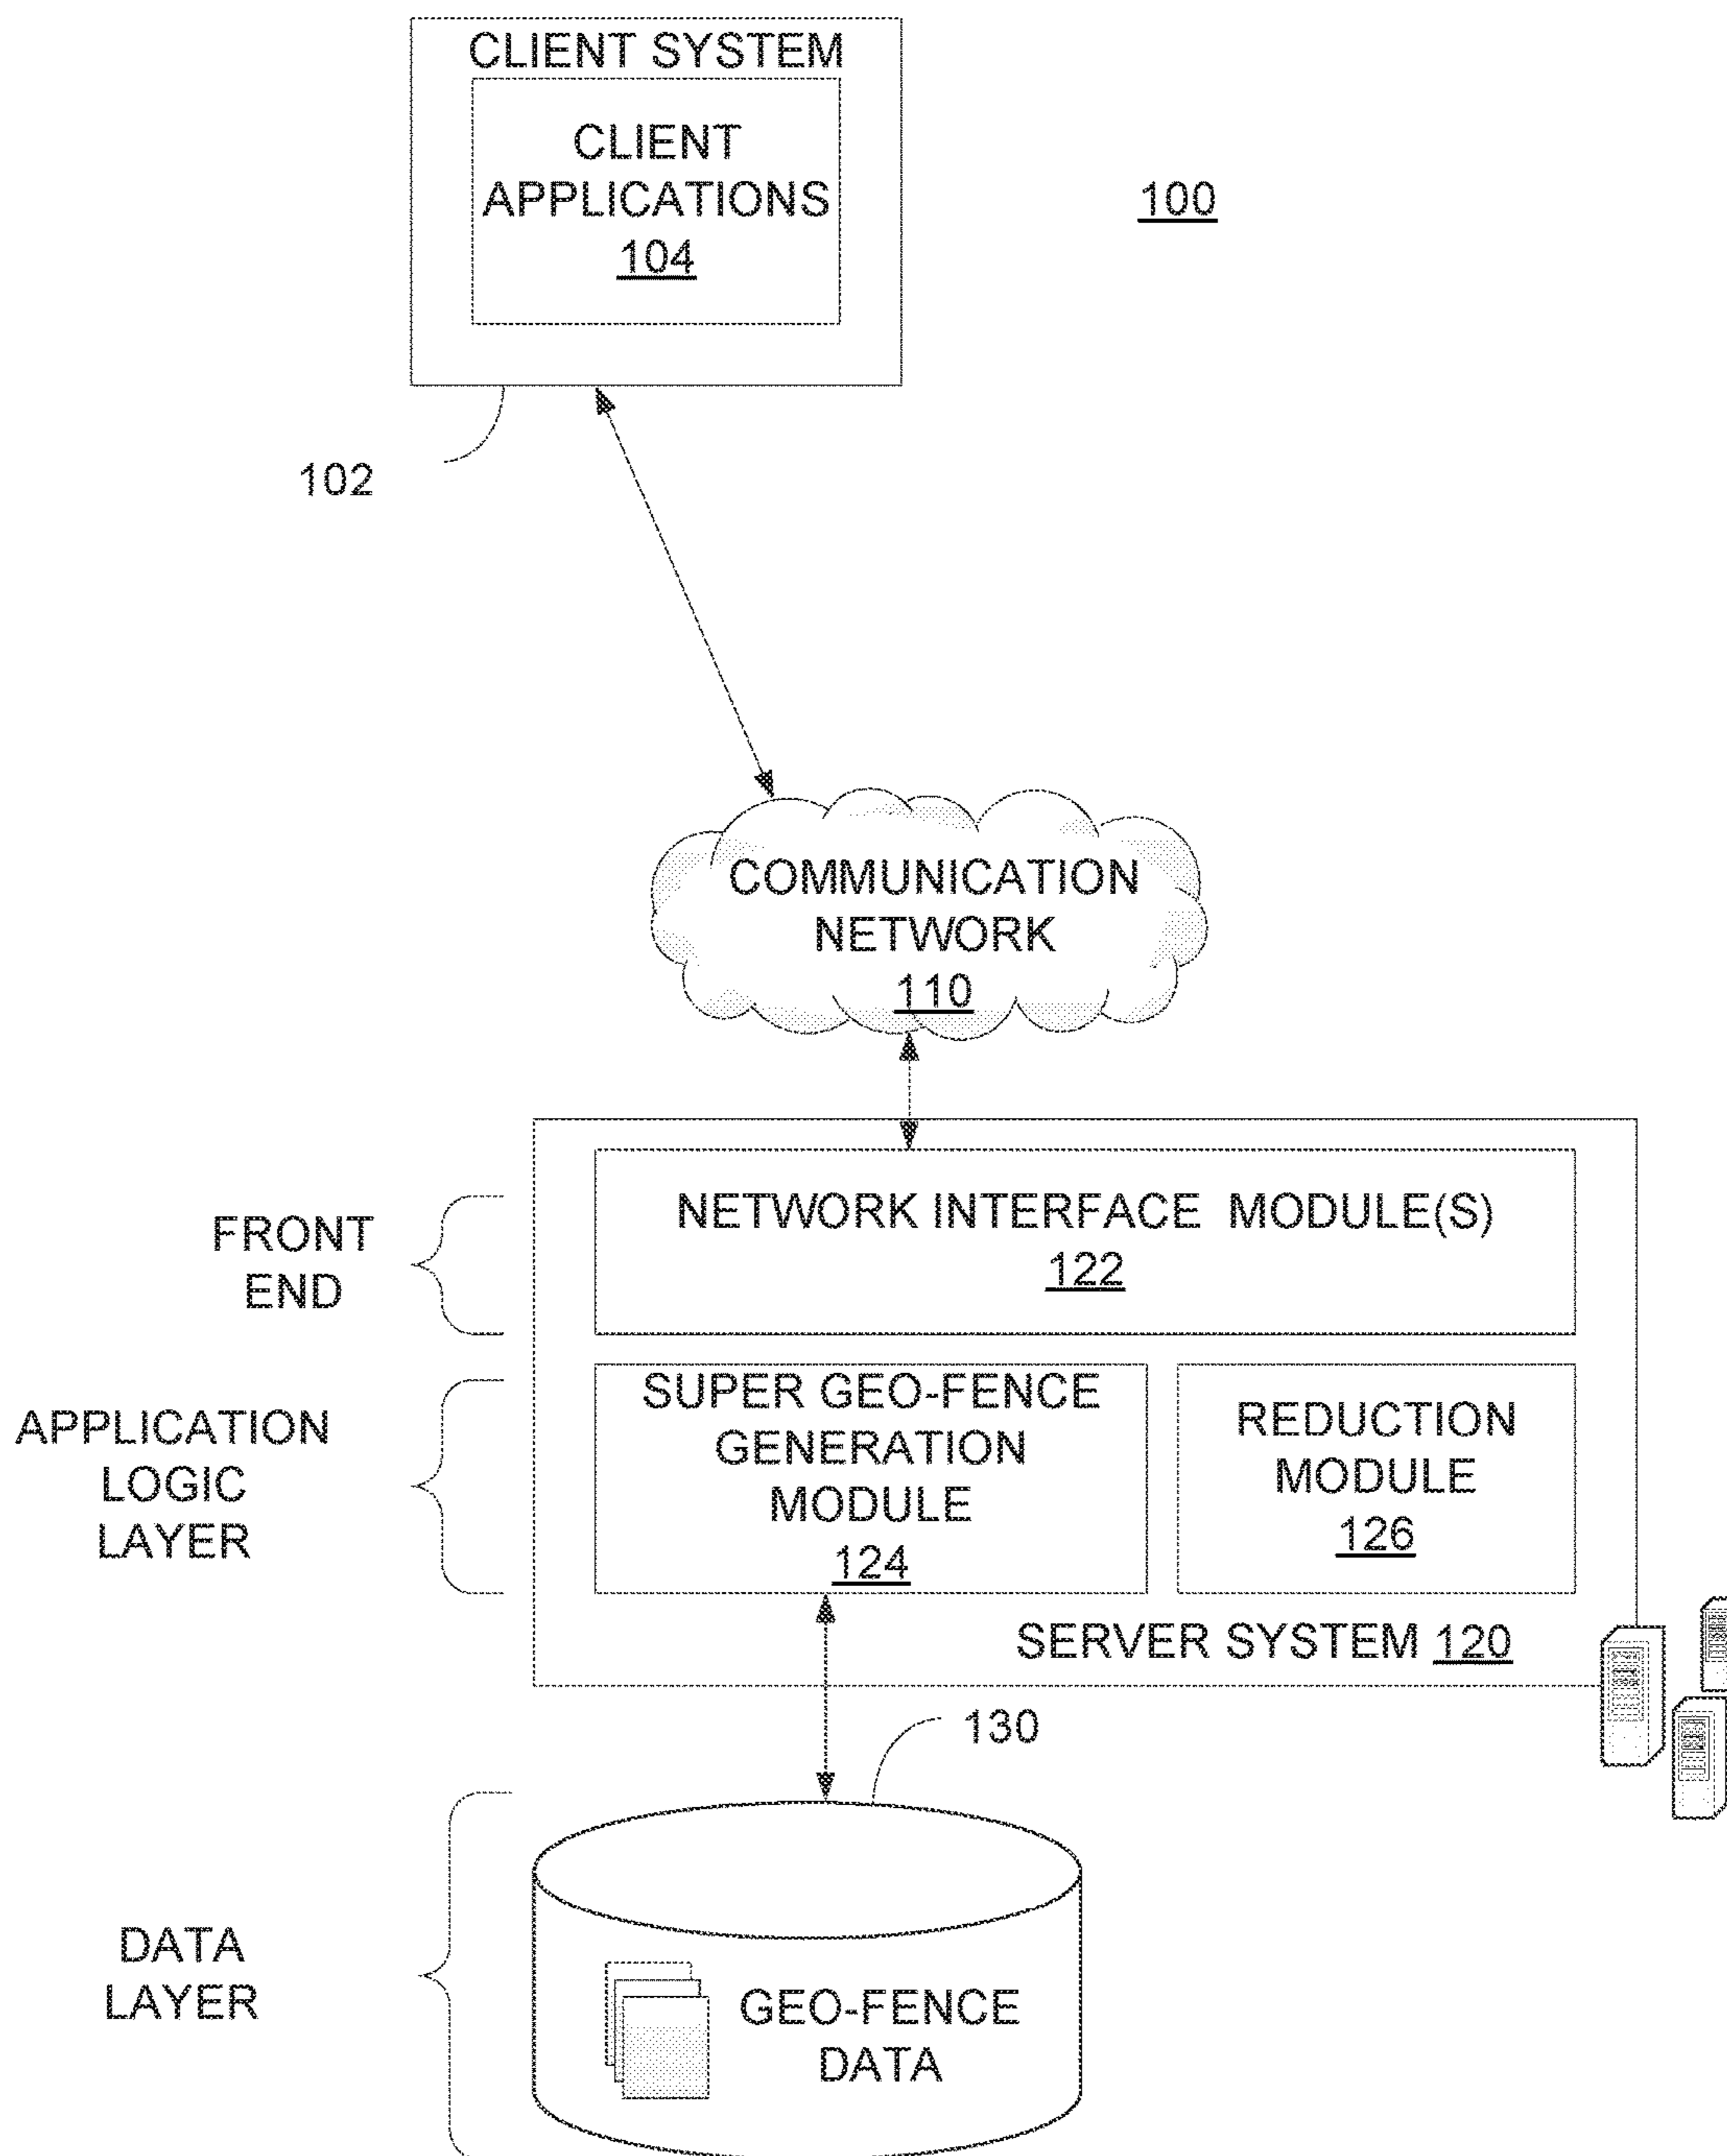 CLIENT SYSTEM
CLIENT
APPLICATIONS
104
100
102
COMMUNICATION
NETWORK
110
FRONT
END
NETWORK INTERFACE MODULE(S)
122
APPLICATION
LOGIC
LAYER
SUPER GEO-FENCE
GENERATION
MODULE
124
REDUCTION
MODULE
126
SERVER SYSTEM 120
130
DATA
LAYER
GEO-FENCE
DATA